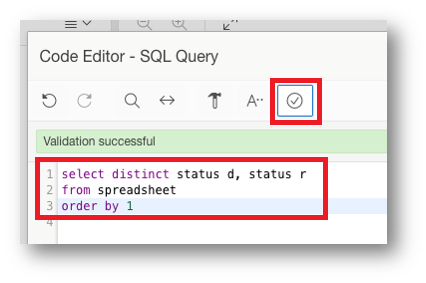 Code Editor - SQL Query
A··
Validation successful
1 select distinct status d, status r
2 from spreadsheet
3 order by 1
4